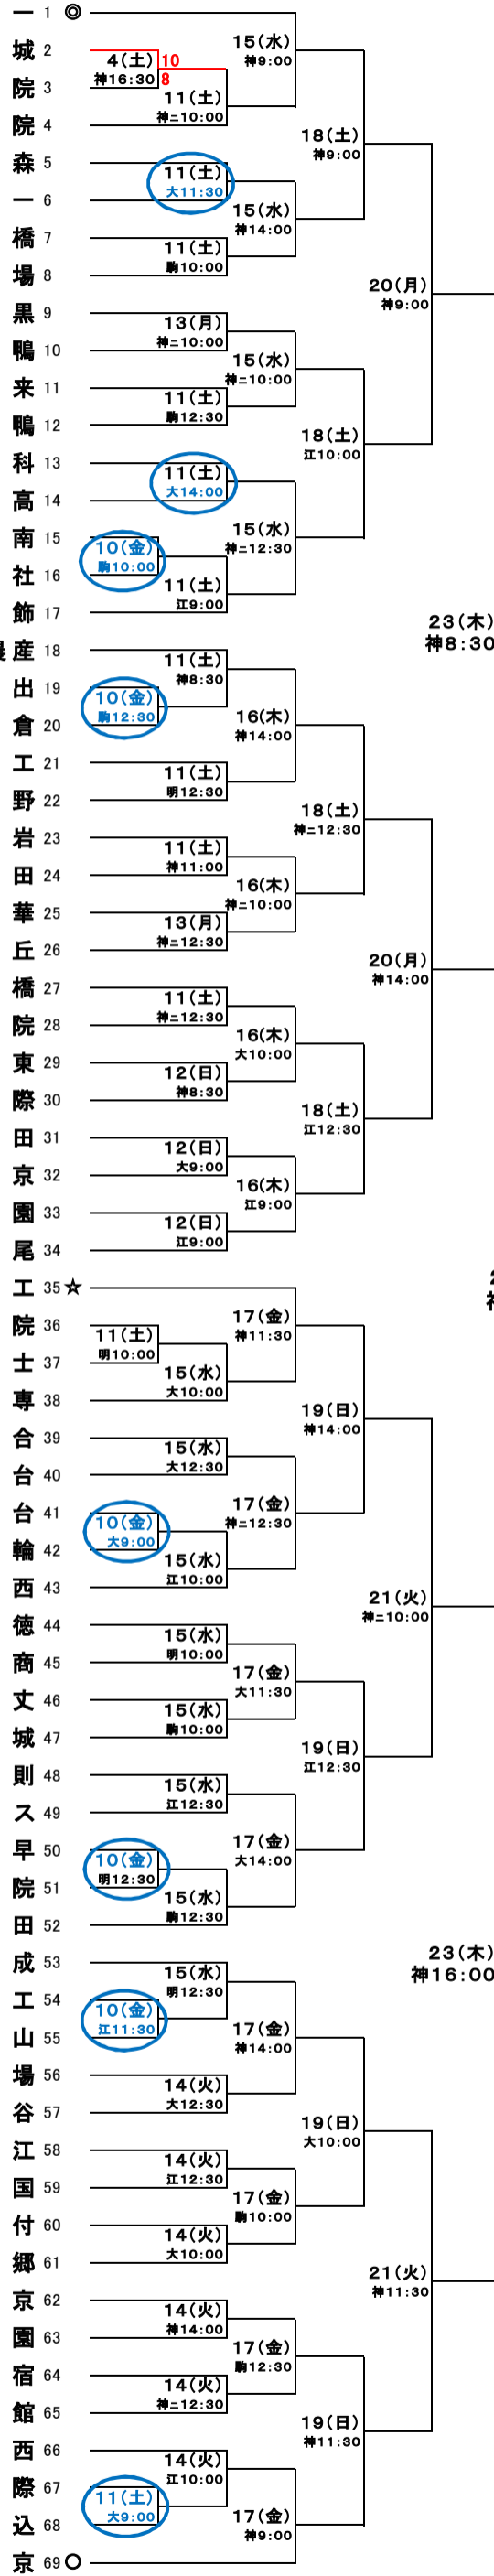 一 1 ◎
城 2
4(土) 10
神16:30 8
院 3
11(土)
神ニ10:00
院 4
15(水)
神9:00
森 5
11(土)
大11:30
一 6
15(水)
神14:00
橋 7
11(土)
駒10:00
場 8
18(土)
神9:00
黒 9
13(月)
神ニ10:00
鴨 10
15(水)
神ニ10:00
来 11
11(土)
駒12:30
鴨 12
18(土)
江10:00
科 13
11(土)
大14:00
高 14
15(水)
神ニ12:30
南 15
10(金)
駒10:00
社 16
11(土)
江9:00
飾 17
20(月)
神9:00
23(木)
神8:30
産 18
11(土)
神8:30
出 19
10(金)
駒12:30
倉 20
16(木)
神14:00
工 21
11(土)
明12:30
野 22
18(土)
神ニ12:30
岩 23
11(土)
神11:00
田 24
16(木)
神ニ10:00
華 25
13(月)
神ニ12:30
丘 26
20(月)
神14:00
橋 27
11(土)
神ニ12:30
院 28
16(木)
大10:00
東 29
12(日)
神8:30
際 30
18(土)
江12:30
田 31
12(日)
大9:00
京 32
16(木)
江9:00
園 33
12(日)
江9:00
尾 34
工 35 ☆
17(金)
神11:30
院 36
11(土)
明10:00
士 37
15(水)
大10:00
専 38
19(日)
神14:00
合 39
15(水)
大12:30
台 40
17(金)
神ニ12:30
台 41
10(金)
大9:00
輪 42
15(水)
江10:00
西 43
21(火)
神ニ10:00
徳 44
15(水)
明10:00
商 45
17(金)
大11:30
丈 46
15(水)
駒10:00
城 47
19(日)
江12:30
則 48
15(水)
江12:30
ス 49
17(金)
大14:00
早 50
10(金)
明12:30
院 51
15(水)
駒12:30
田 52
23(木)
神16:00
成 53
15(水)
明12:30
工 54
10(金)
江11:30
山 55
17(金)
神14:00
場 56
14(火)
大12:30
谷 57
19(日)
大10:00
江 58
14(火)
江12:30
国 59
17(金)
駒10:00
付 60
14(火)
大10:00
郷 61
21(火)
神11:30
京 62
14(火)
神14:00
園 63
17(金)
駒12:30
宿 64
14(火)
神ニ12:30
館 65
19(日)
神11:30
西 66
14(火)
江10:00
際 67
11(土)
大9:00
込 68
17(金)
神9:00
京 69 ○